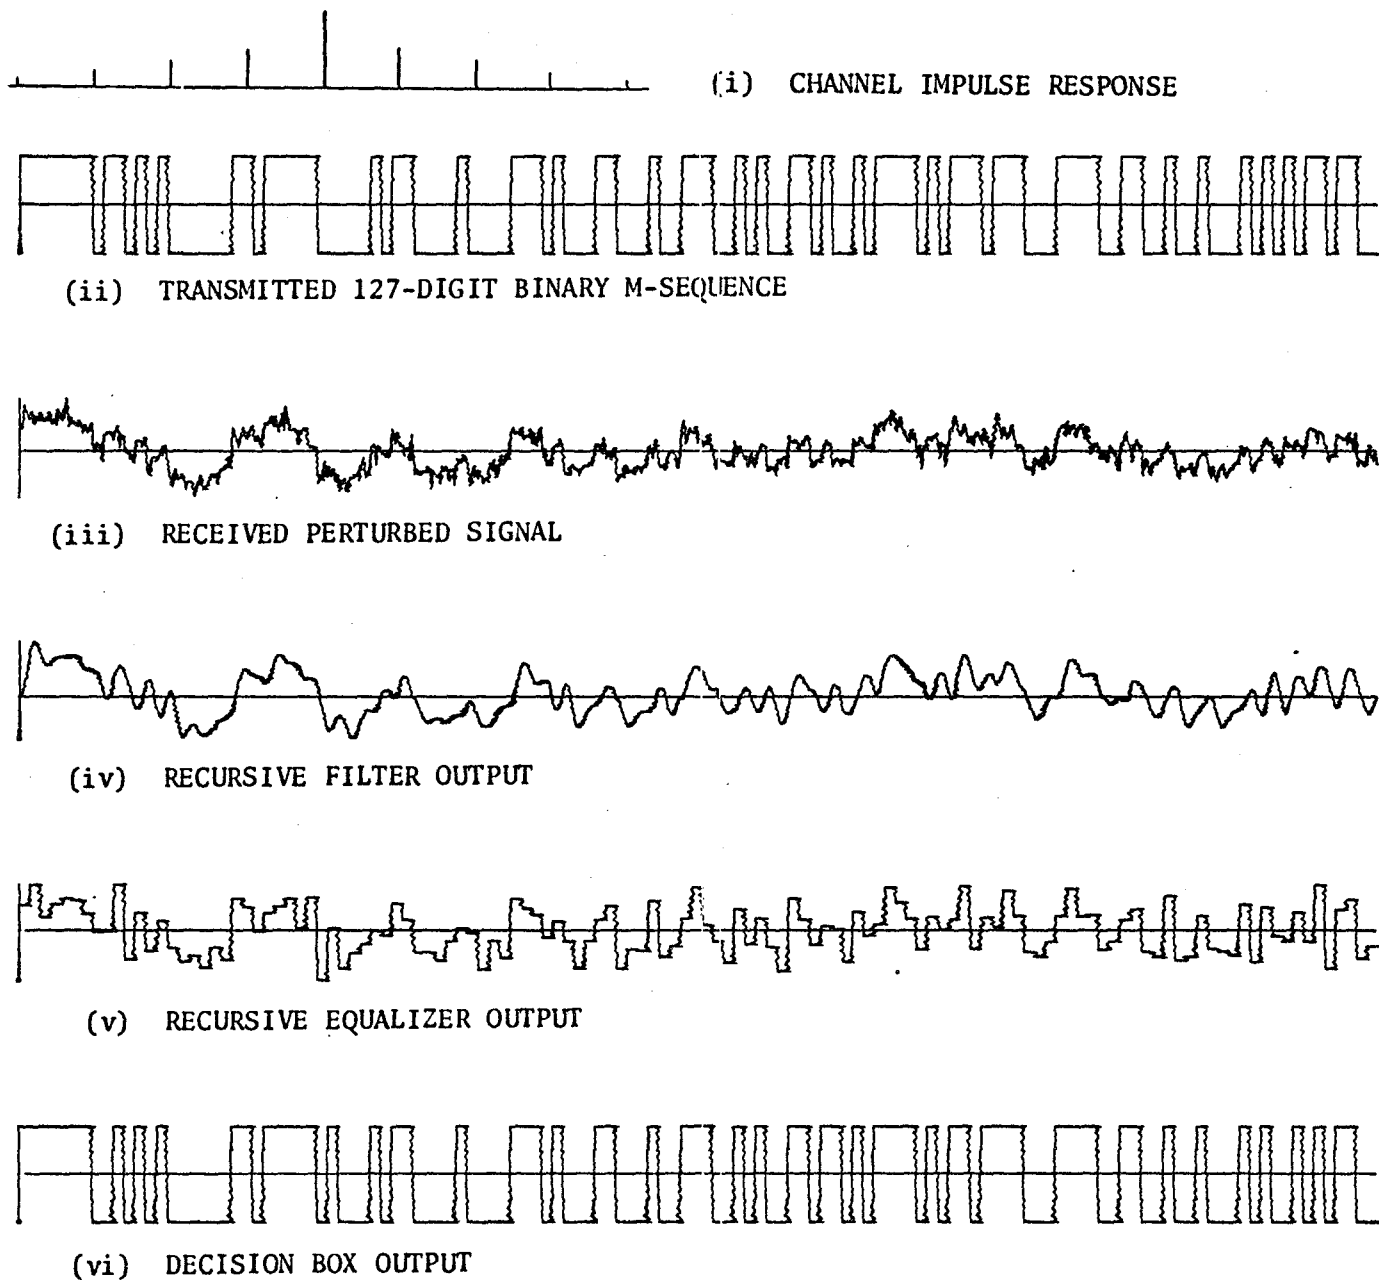 (i) CHANNEL IMPULSE RESPONSE
(ii) TRANSMITTED 127-DIGIT BINARY M-SEQUENCE
(iii) RECEIVED PERTURBED SIGNAL
(iv) RECURSIVE FILTER OUTPUT
(v) RECURSIVE EQUALIZER OUTPUT
(vi) DECISION BOX OUTPUT